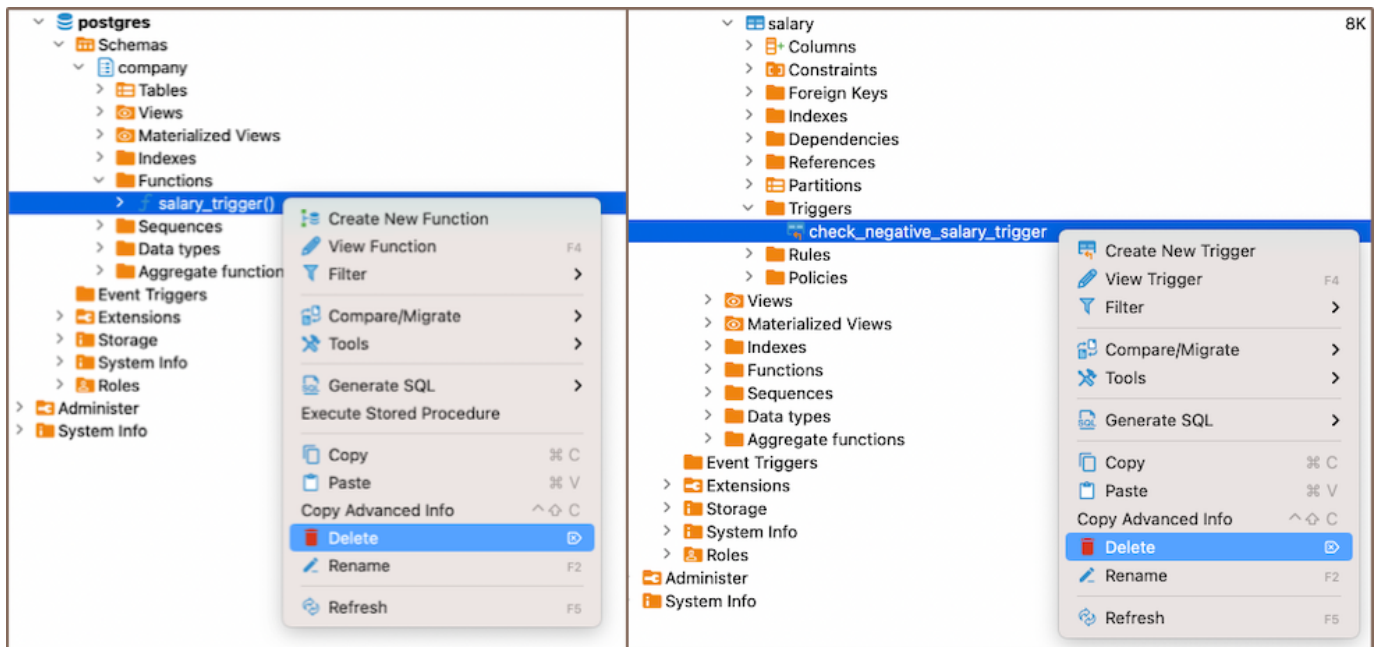 postgres
Schemas
company
Tables
Views
Materialized Views
Indexes
Functions
salary_trigger()
Sequences
Data types
Aggregate function
Event Triggers
Extensions
Storage
System Info
Roles
Administer
System Info
Create New Function
View Function F4
Filter
Compare/Migrate
Tools
Generate SQL
Execute Stored Procedure
Copy ⌘ C
Paste ⌘ V
Copy Advanced Info ^⇧ C
Delete ⌦
Rename F2
Refresh F5
salary 8K
Columns
Constraints
Foreign Keys
Indexes
Dependencies
References
Partitions
Triggers
check_negative_salary_trigger
Rules
Policies
Views
Materialized Views
Indexes
Functions
Sequences
Data types
Aggregate functions
Event Triggers
Extensions
Storage
System Info
Roles
Administer
System Info
Create New Trigger
View Trigger F4
Filter
Compare/Migrate
Tools
Generate SQL
Copy ⌘ C
Paste ⌘ V
Copy Advanced Info ^⇧ C
Delete ⌦
Rename F2
Refresh F5